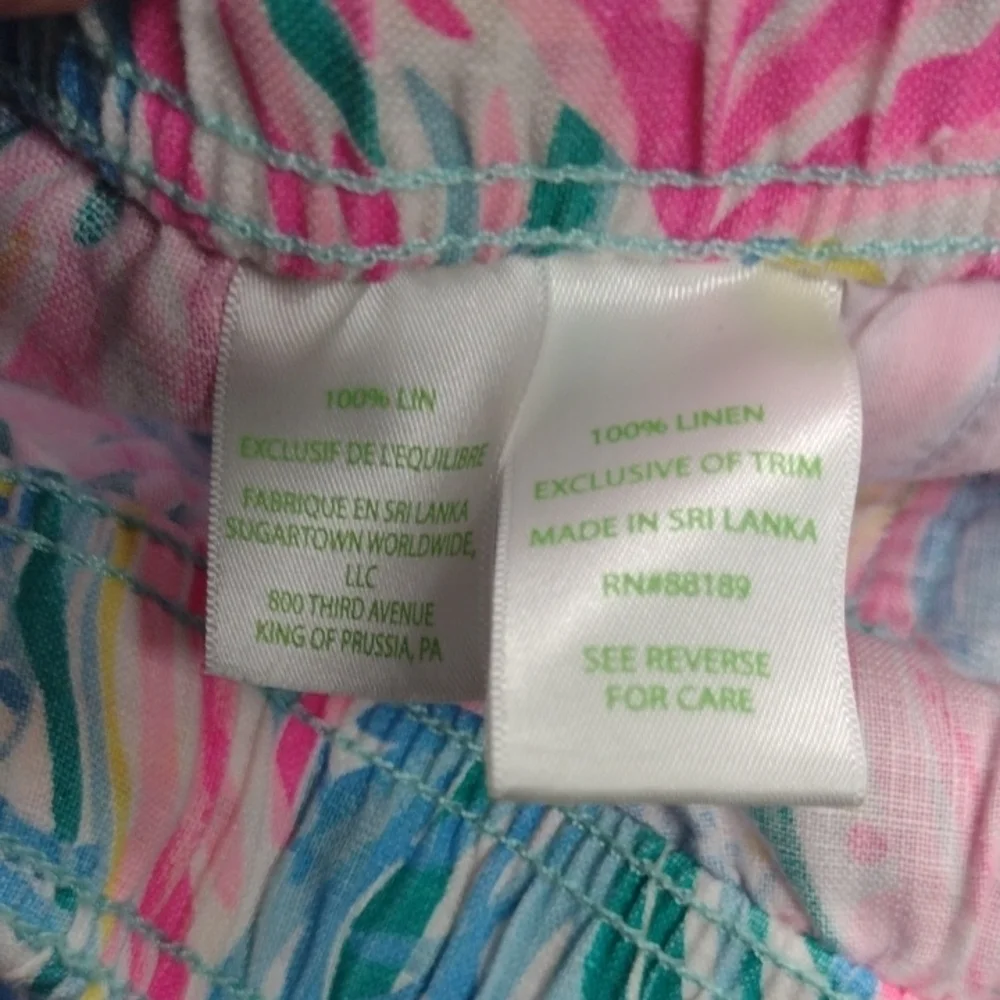 100% LIN
EXCLUSIF DE L'EQUILIBRE
FABRIQUE EN SRI LANKA
SUGARTOWN WORLDWIDE,
LLC
800 THIRD AVENUE
KING OF PRUSSIA, PA
100% LINEN
EXCLUSIVE OF TRIM
MADE IN SRI LANKA
RN#88189
SEE REVERSE
FOR CARE